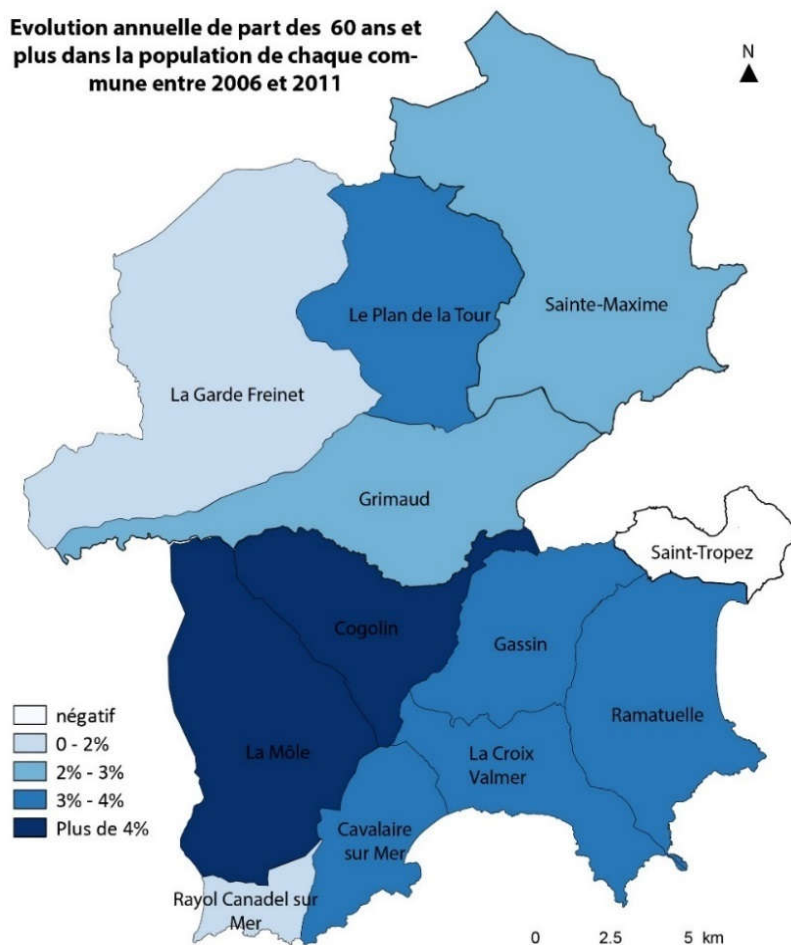 Evolution annuelle de part des 60 ans et
plus dans la population de chaque com-
mune entre 2006 et 2011
N
Sainte-Maxime
Le Plan de la Tour
La Garde Freinet
Grimaud
Saint-Tropez
Cogolin
Gassin
Ramatuelle
La Môle
La Croix
Valmer
Cavalaire
sur Mer
Rayol Canadel sur
Mer
négatif
0 - 2%
2% - 3%
3% - 4%
Plus de 4%
0 2.5 5 km